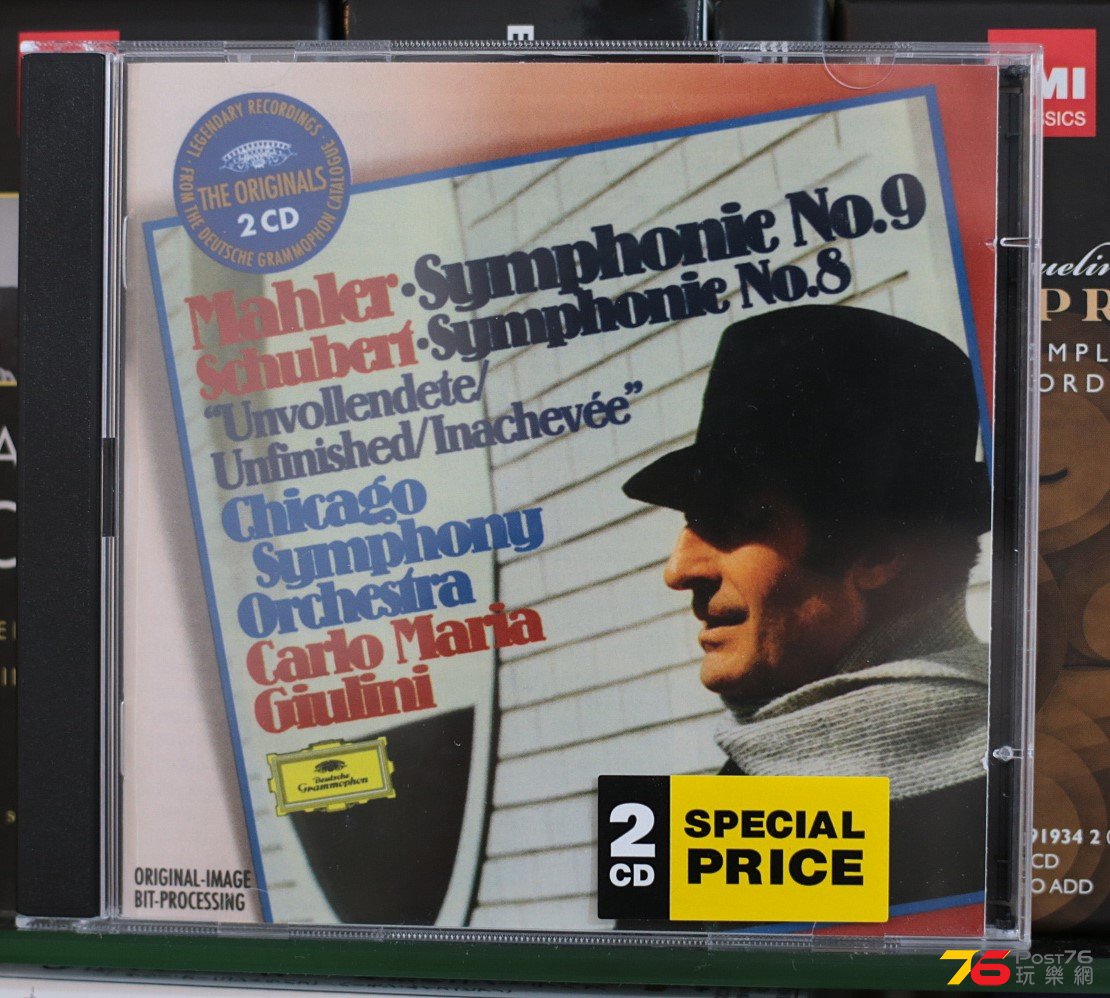 LEGENDARY RECORDINGS
THE ORIGINALS
2 CD
FROM THE DEUTSCHE GRAMMOPHON CATALOGUE
Mahler·Symphonie No.9
Schubert·Symphonie No.8
“Unvollendete/
Unfinished/Inachevée”
Chicago
Symphony
Orchestra
Carlo Maria
Giulini
Deutsche
Grammophon
ORIGINAL-IMAGE
BIT-PROCESSING
2
CD
SPECIAL
PRICE
MI
SICS
PR
MPL
ORD
91934 2
CD
O ADD
76 Post76
玩樂網